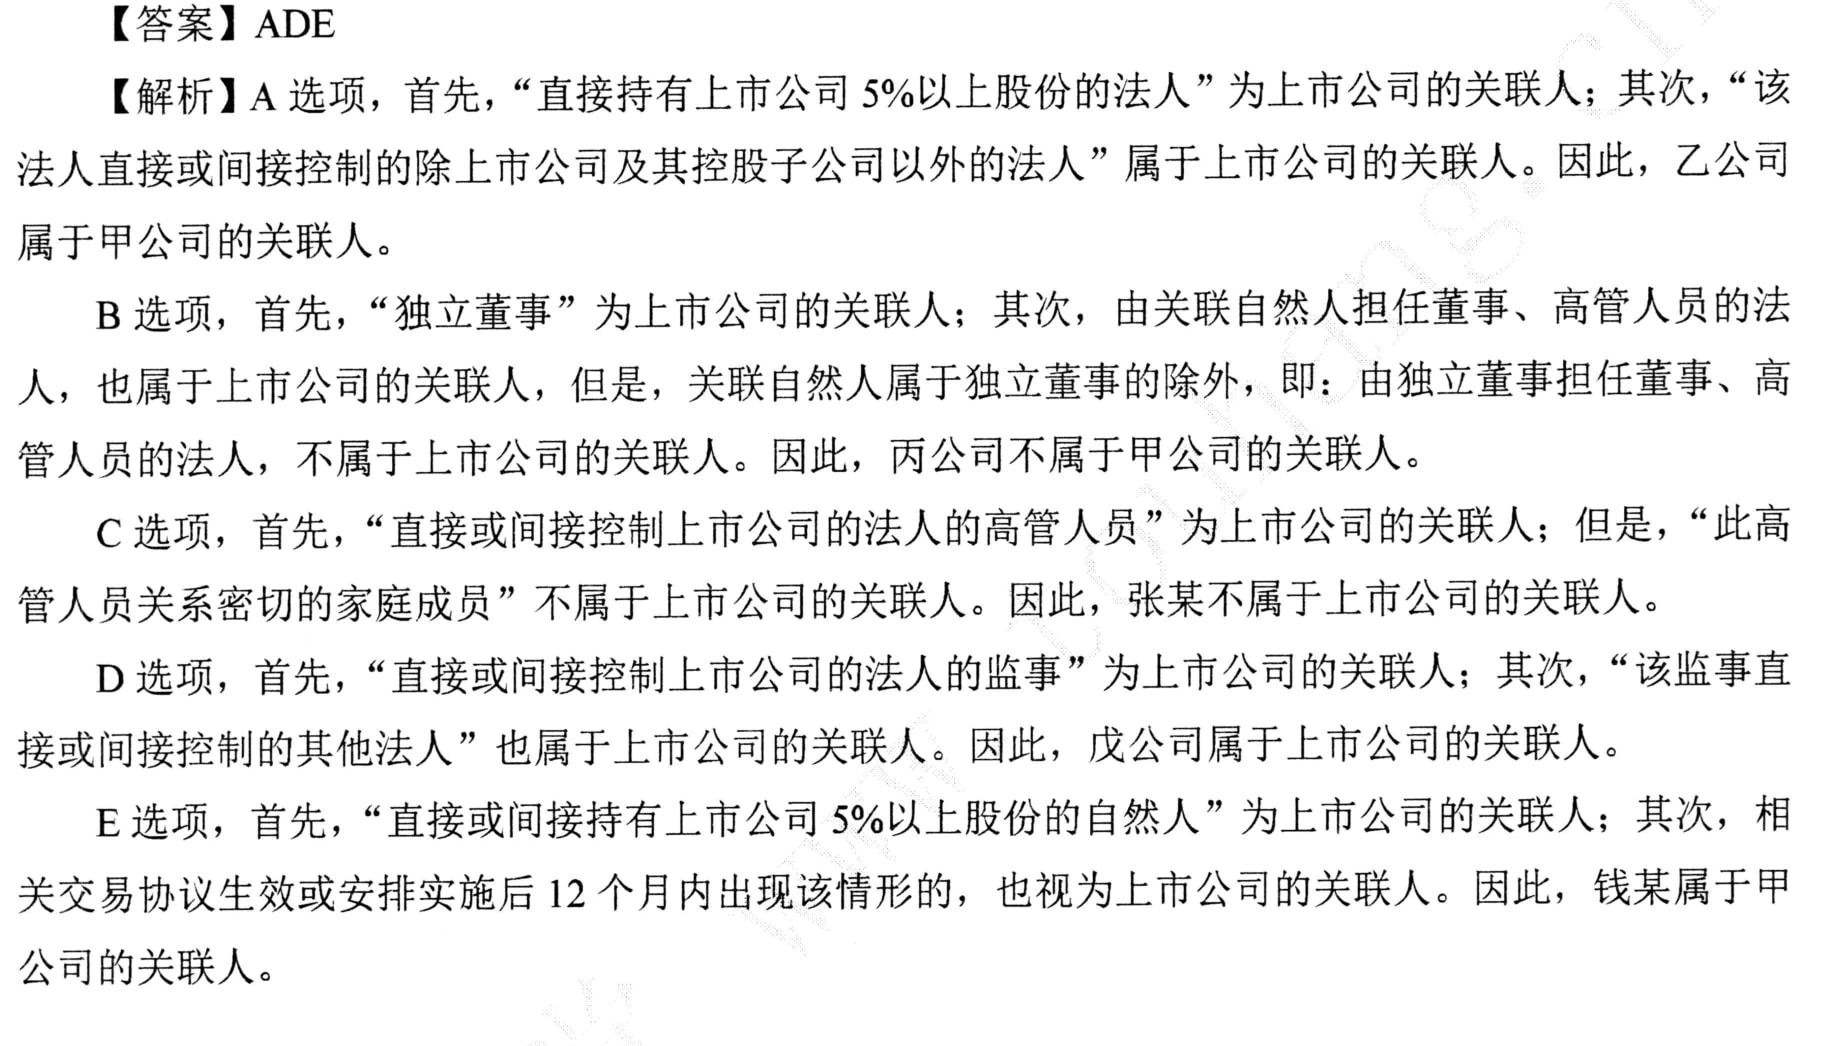 【答案】ADE
【解析】A 选项，首先，“直接持有上市公司 5%以上股份的法人”为上市公司的关联人；其次，“该
法人直接或间接控制的除上市公司及其控股子公司以外的法人”属于上市公司的关联人。因此，乙公司
属于甲公司的关联人。
B 选项，首先，“独立董事”为上市公司的关联人；其次，由关联自然人担任董事、高管人员的法
人，也属于上市公司的关联人，但是，关联自然人属于独立董事的除外，即：由独立董事担任董事、高
管人员的法人，不属于上市公司的关联人。因此，丙公司不属于甲公司的关联人。
C 选项，首先，“直接或间接控制上市公司的法人的高管人员”为上市公司的关联人；但是，“此高
管人员关系密切的家庭成员”不属于上市公司的关联人。因此，张某不属于上市公司的关联人。
D 选项，首先，“直接或间接控制上市公司的法人的监事”为上市公司的关联人；其次，“该监事直
接或间接控制的其他法人”也属于上市公司的关联人。因此，戊公司属于上市公司的关联人。
E 选项，首先，“直接或间接持有上市公司 5%以上股份的自然人”为上市公司的关联人；其次，相
关交易协议生效或安排实施后 12 个月内出现该情形的，也视为上市公司的关联人。因此，钱某属于甲
公司的关联人。